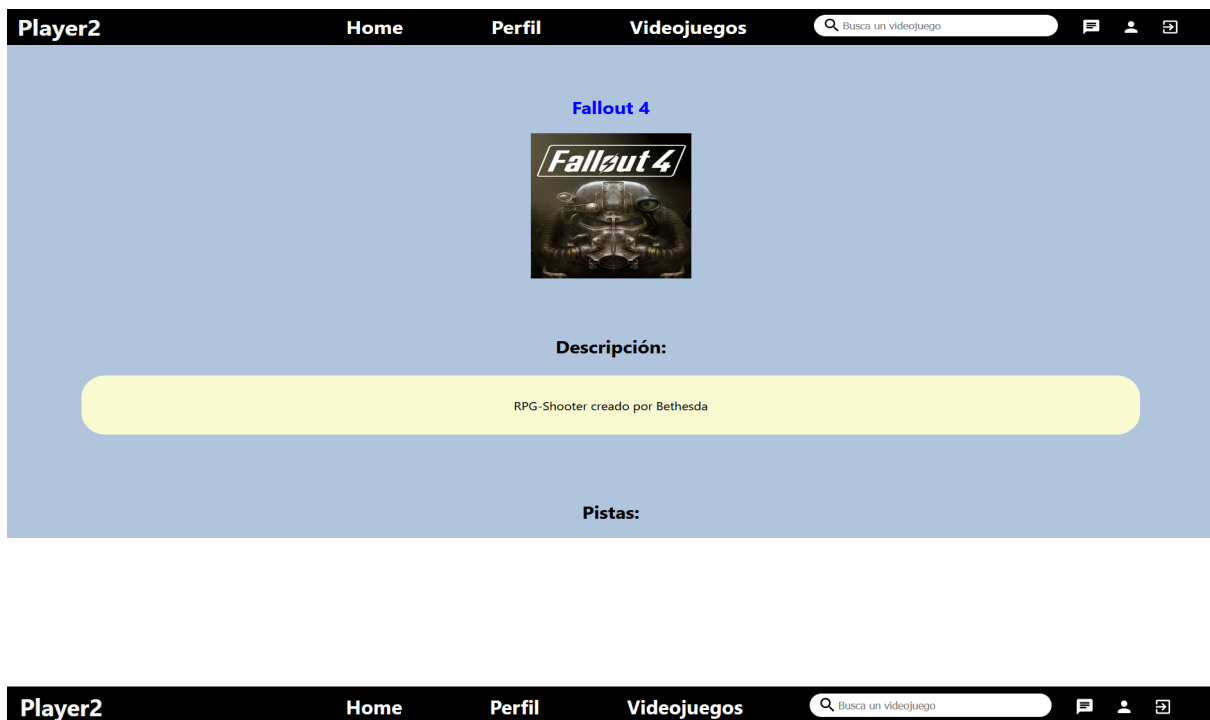 Player2 Home Perfil Videojuegos Busca un videojuego
Fallout 4
Fallout 4
Descripción:
RPG-Shooter creado por Bethesda
Pistas:
Player2 Home Perfil Videojuegos Busca un videojuego